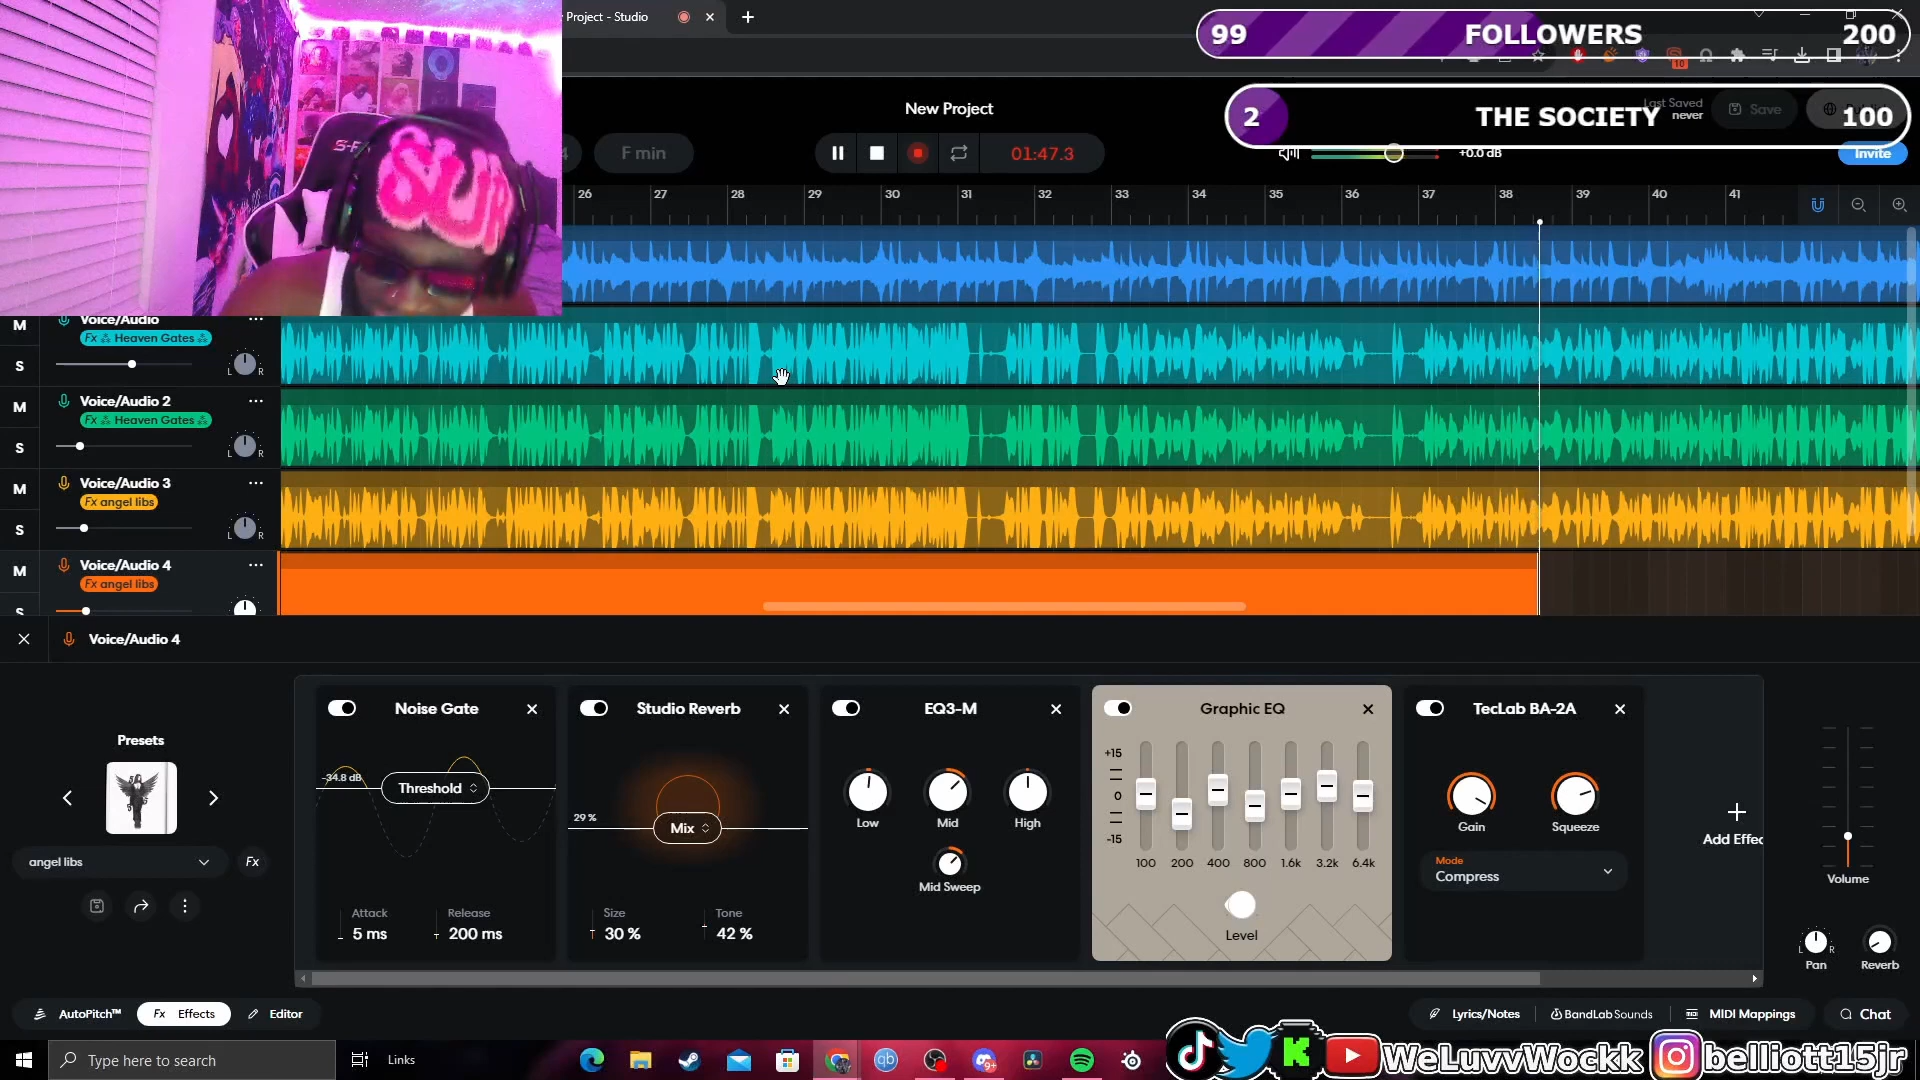 Project - Studio
99 FOLLOWERS 200
New Project
2 THE SOCIETY 100
Last Saved
never
Save
F min
01:47.3
+0.0 dB
Invite
26 27 28 29 30 31 32 33 34 35 36 37 38 39 40 41
S-F
SUP
M Voice/Audio
Fx Heaven Gates
S L R
M Voice/Audio 2
Fx Heaven Gates
S L R
M Voice/Audio 3
Fx angel libs
S L R
M Voice/Audio 4
Fx angel libs
S
Voice/Audio 4
Noise Gate
Studio Reverb
EQ3-M
Graphic EQ
TecLab BA-2A
Presets
-34.8 dB
Threshold
29 %
Mix
Low Mid High
Mid Sweep
+15
0
-15
100 200 400 800 1.6k 3.2k 6.4k
Level
Gain Squeeze
Mode
Compress
Add Effec
Volume
angel libs
Fx
Attack
5 ms
Release
200 ms
Size
30 %
Tone
42 %
L R
Pan
Reverb
AutoPitch™
Fx Effects
Editor
Lyrics/Notes
BandLab Sounds
MIDI Mappings
Chat
Type here to search
Links
WeLuvvWockk
belliott15jr